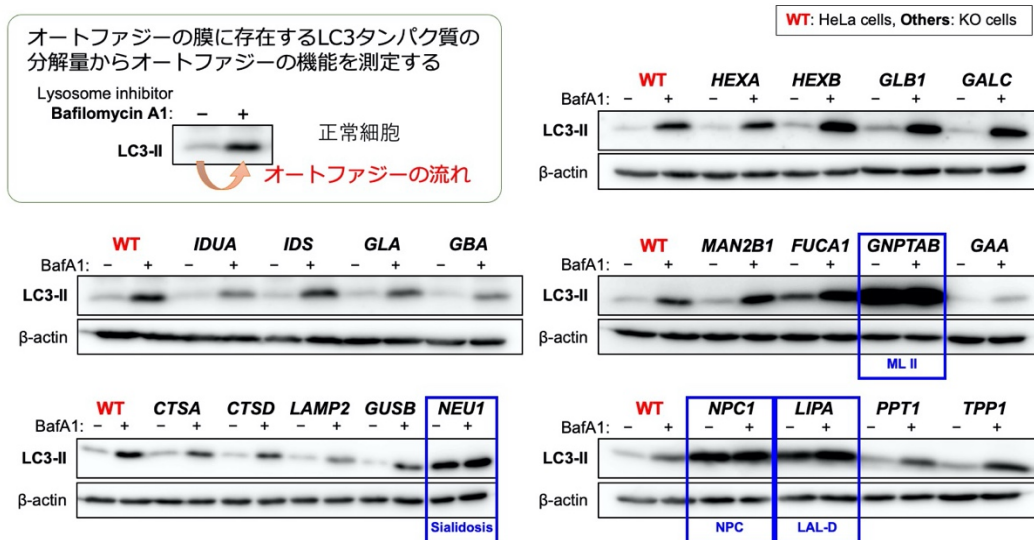 オートファジーの膜に存在するLC3タンパク質の
分解量からオートファジーの機能を測定する
Lysosome inhibitor
Bafilomycin A1: − +
LC3-II
正常細胞
オートファジーの流れ
WT: HeLa cells, Others: KO cells
WT HEXA HEXB GLB1 GALC
BafA1: − + − + − + − + − +
LC3-II
β-actin
WT IDUA IDS GLA GBA
BafA1: − + − + − + − + − +
LC3-II
β-actin
WT MAN2B1 FUCA1 GNPTAB GAA
BafA1: − + − + − + − + − +
LC3-II
β-actin
ML II
WT CTSA CTSD LAMP2 GUSB NEU1
BafA1: − + − + − + − + − + − +
LC3-II
β-actin
Sialidosis
WT NPC1 LIPA PPT1 TPP1
BafA1: − + − + − + − + − +
LC3-II
β-actin
NPC LAL-D